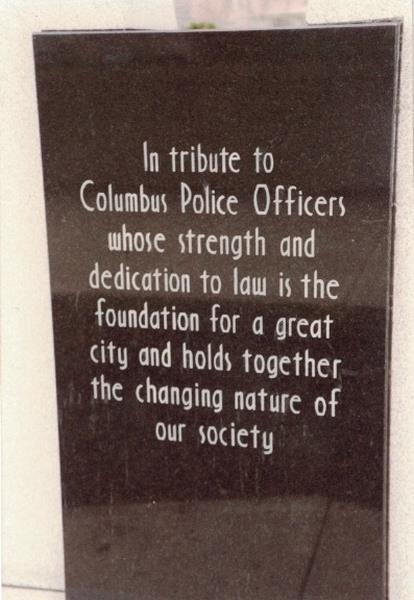 In tribute to
Columbus Police Officers
whose strength and
dedication to law is the
foundation for a great
city and holds together
the changing nature of
our society